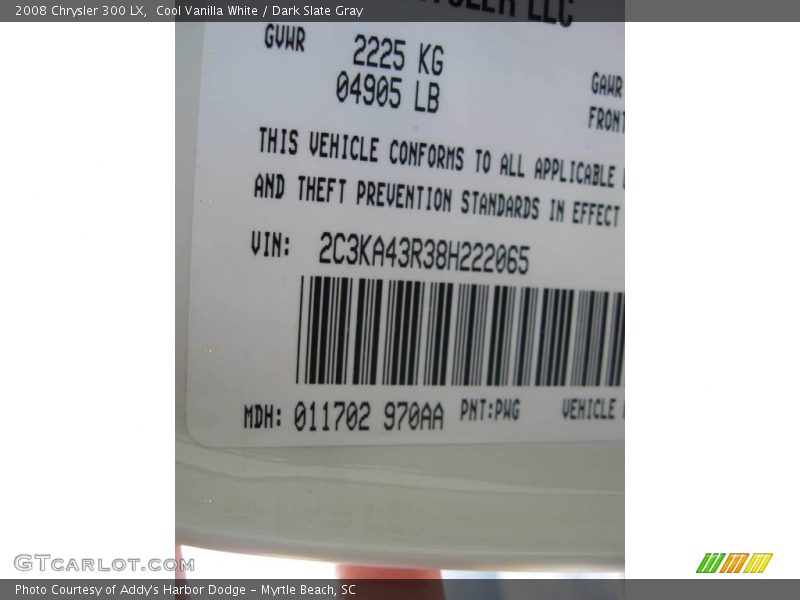 2008 Chrysler 300 LX,  Cool Vanilla White / Dark Slate Gray
LLC
GVWR 2225 KG
04905 LB
GAWR
FRONT
THIS VEHICLE CONFORMS TO ALL APPLICABLE
AND THEFT PREVENTION STANDARDS IN EFFECT
VIN: 2C3KA43R38H222065
MDH: 011702 970AA PNT:PWG VEHICLE
GTCARLOT.COM
Photo Courtesy of Addy's Harbor Dodge - Myrtle Beach, SC